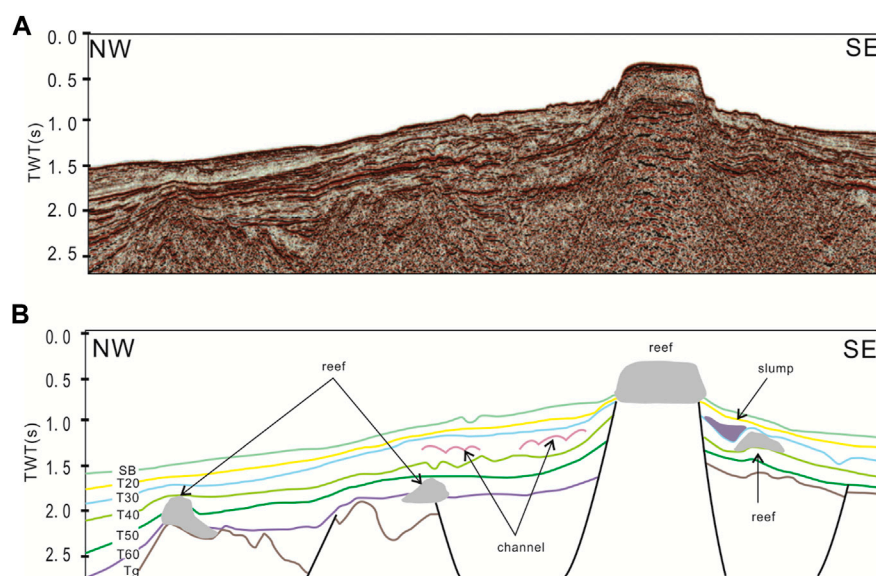 A
NW
SE
TWT(s)
0.0
0.5
1.0
1.5
2.0
2.5
B
NW
SE
TWT(s)
0.0
0.5
1.0
1.5
2.0
2.5
reef
reef
slump
SB
T20
T30
T40
T50
T60
Tg
channel
reef